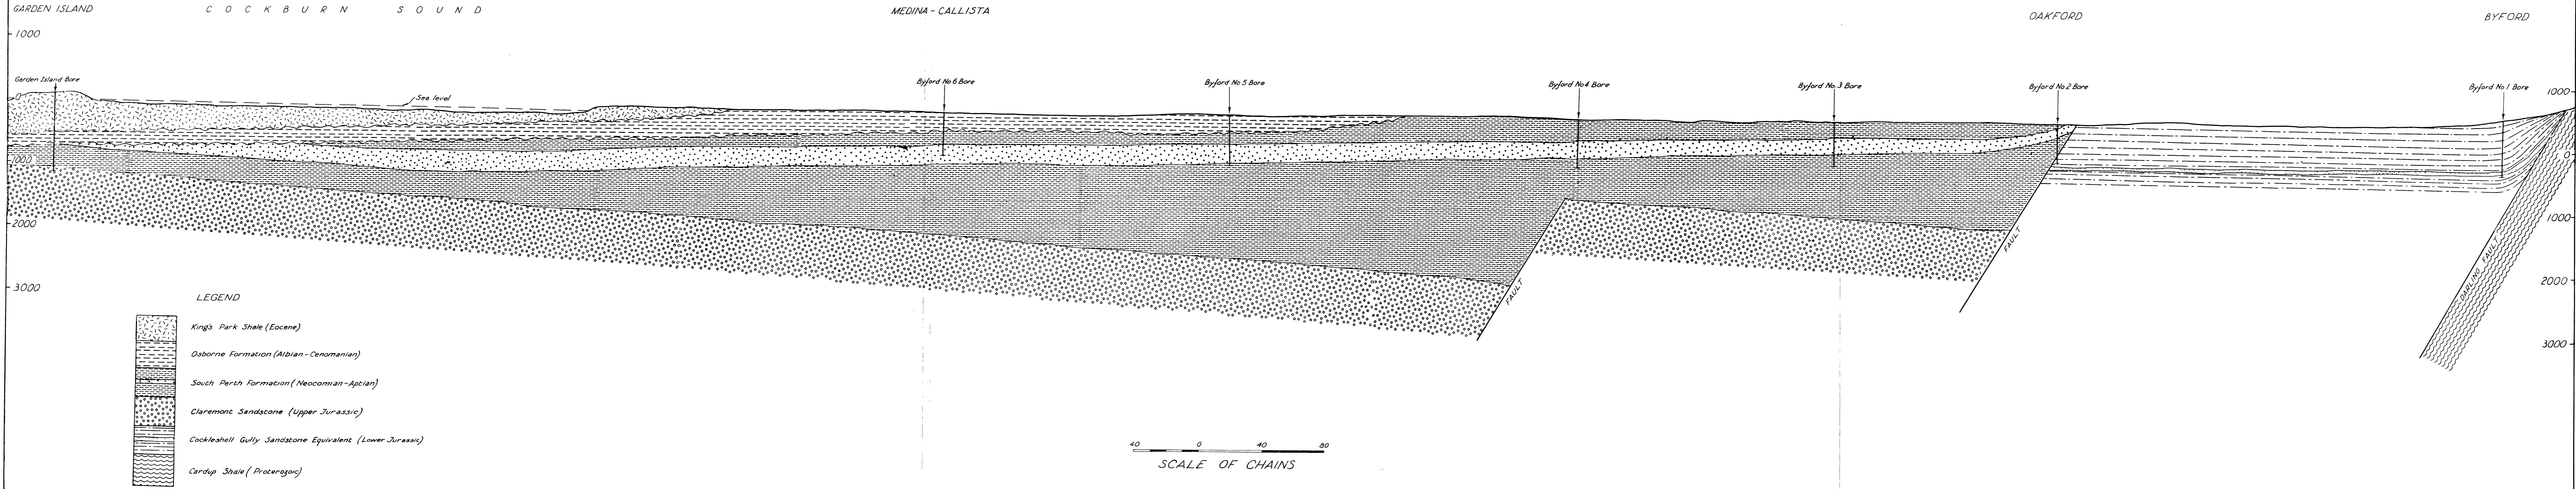 GARDEN ISLAND
COCKBURN SOUND
MEDINA - CALLISTA
OAKFORD
BYFORD
1000
Garden Island Bore
0
Sea level
Byford No 6 Bore
Byford No 5 Bore
Byford No 4 Bore
Byford No. 3 Bore
Byford No 2 Bore
Byford No 1 Bore
1000
0
1000
2000
3000
1000
2000
3000
FAULT
FAULT
DARLING FAULT
LEGEND
King's Park Shale (Eocene)
Osborne Formation (Albian - Cenomanian)
South Perth Formation (Neocomian - Aptian)
Claremont Sandstone (Upper Jurassic)
Cockleshell Gully Sandstone Equivalent (Lower Jurassic)
Cardup Shale (Proterozoic)
40 0 40 80
SCALE OF CHAINS